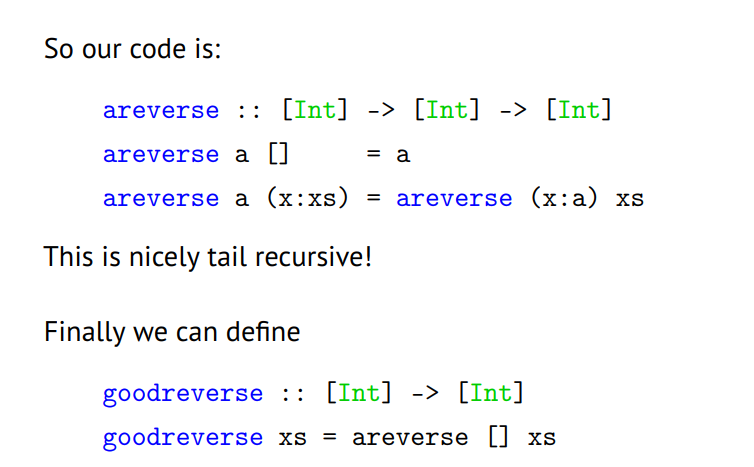 So our code is:
areverse :: [Int] -> [Int] -> [Int]
areverse a []     = a
areverse a (x:xs) = areverse (x:a) xs
This is nicely tail recursive!
Finally we can define
goodreverse :: [Int] -> [Int]
goodreverse xs = areverse [] xs